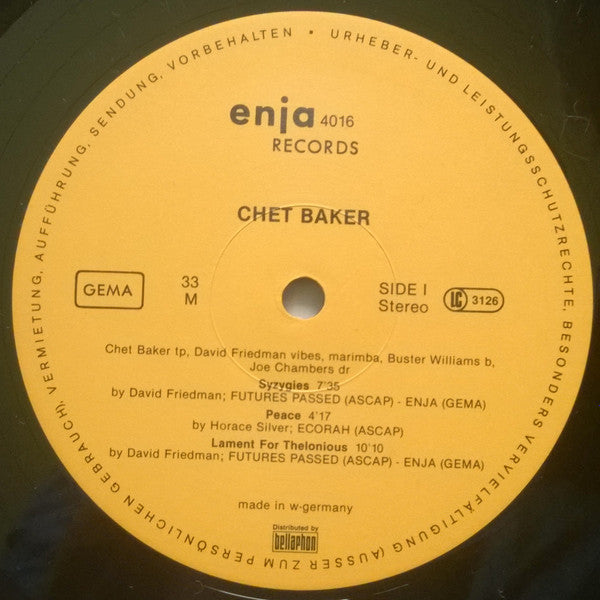 URHEBER- UND LEISTUNGSSCHUTZRECHTE, BESONDERS VERVIELFÄLTIGUNG (AUSSER ZUM PERSÖNLICHEN GEBRAUCH), VERMIETUNG, AUFFÜHRUNG, SENDUNG, VORBEHALTEN •
enja 4016
RECORDS
CHET BAKER
GEMA
33
M
SIDE I
Stereo
LC 3126
Chet Baker tp, David Friedman vibes, marimba, Buster Williams b,
Joe Chambers dr
Syzygies 7'35
by David Friedman; FUTURES PASSED (ASCAP) - ENJA (GEMA)
Peace 4'17
by Horace Silver; ECORAH (ASCAP)
Lament For Thelonious 10'10
by David Friedman; FUTURES PASSED (ASCAP) - ENJA (GEMA)
made in w-germany
Distributed by
bellaphon